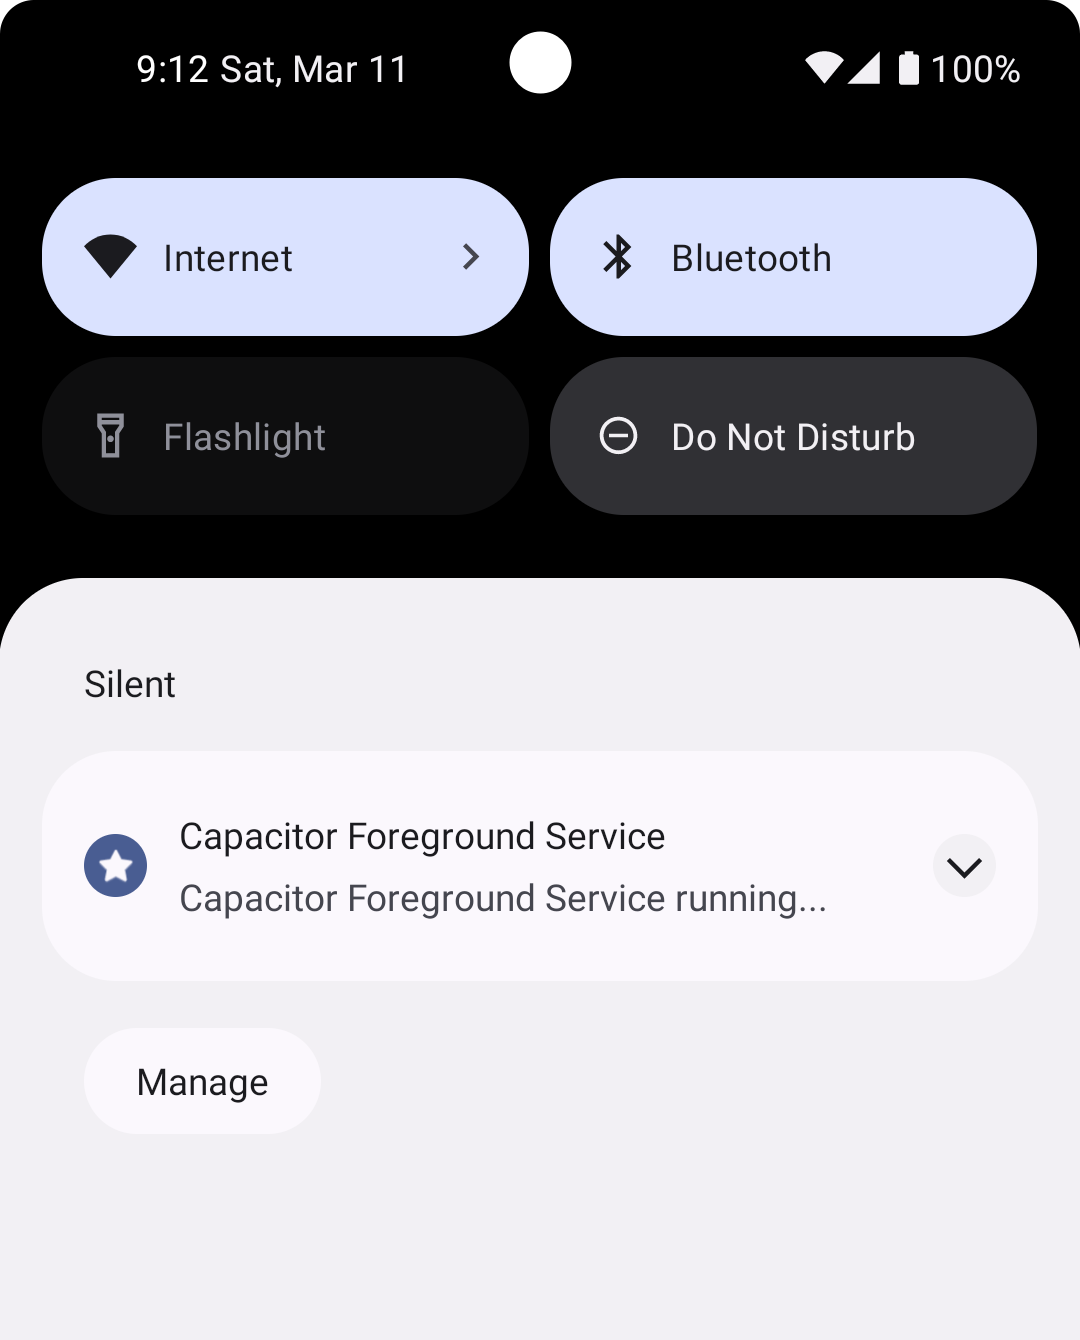 9:12 Sat, Mar 11
100%
Internet
Bluetooth
Flashlight
Do Not Disturb
Silent
Capacitor Foreground Service
Capacitor Foreground Service running...
Manage